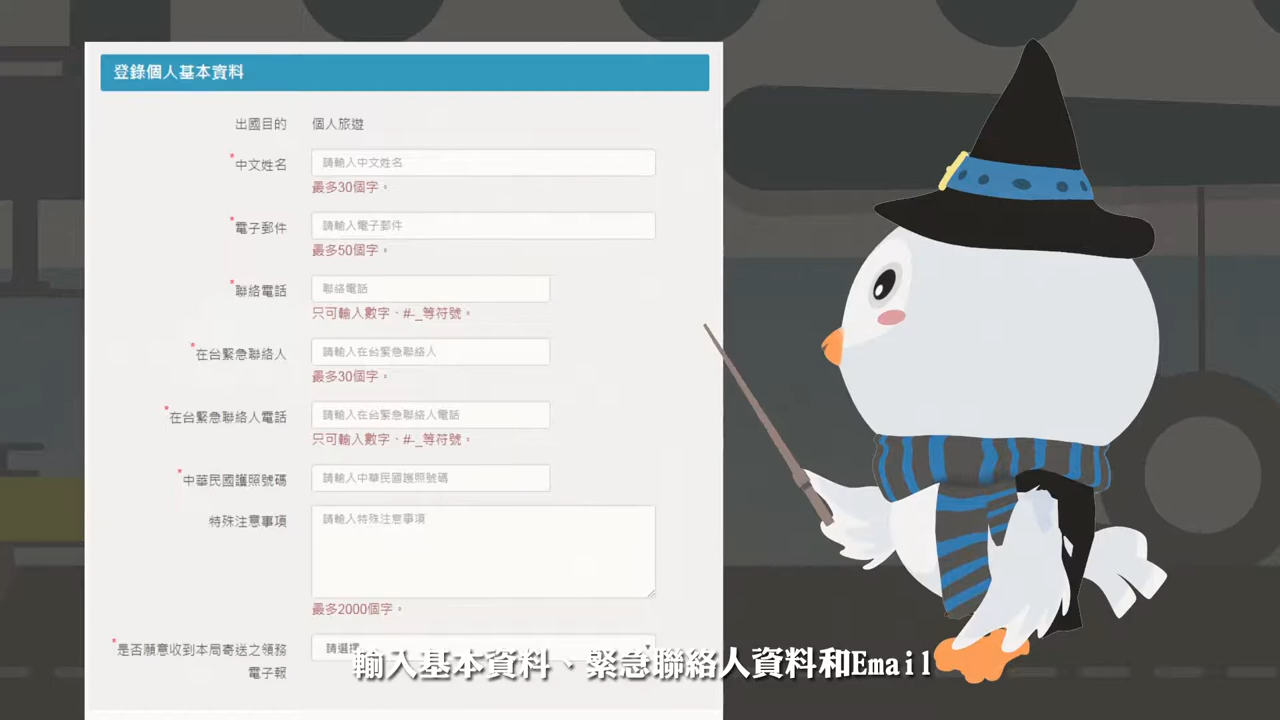 登錄個人基本資料
出國目的 個人旅遊
*中文姓名 請輸入中文姓名
最多30個字。
*電子郵件 請輸入電子郵件
最多50個字。
*聯絡電話 聯絡電話
只可輸入數字、#-_等符號。
*在台緊急聯絡人 請輸入在台緊急聯絡人
最多30個字。
*在台緊急聯絡人電話 請輸入在台緊急聯絡人電話
只可輸入數字、#-_等符號。
*中華民國護照號碼 請輸入中華民國護照號碼
特殊注意事項 請輸入特殊注意事項
最多2000個字。
*是否願意收到本局寄送之領務 請選擇
電子報
輸入基本資料、緊急聯絡人資料和Email